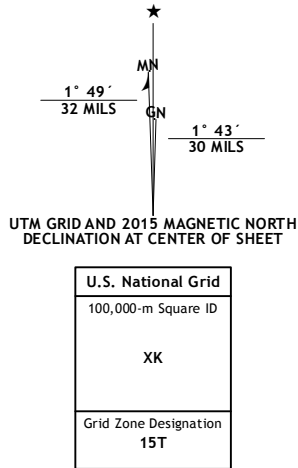 ★
MN
1° 49´
32 MILS
GN
1° 43´
30 MILS
UTM GRID AND 2015 MAGNETIC NORTH
DECLINATION AT CENTER OF SHEET
U.S. National Grid
100,000-m Square ID
XK
Grid Zone Designation
15T